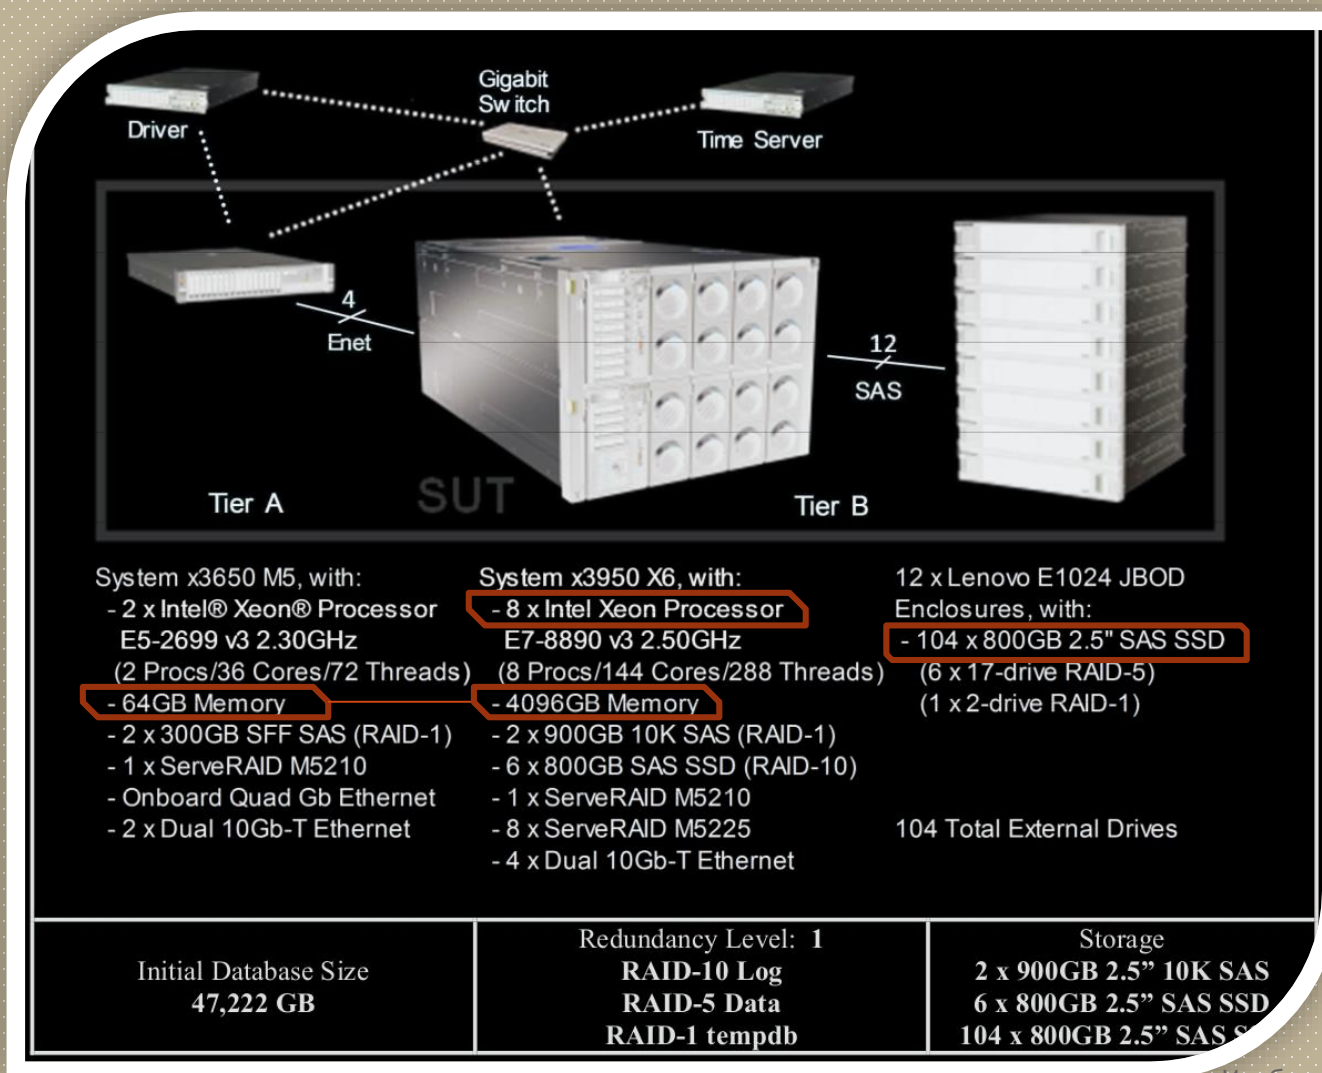 Gigabit
Switch
Driver
Time Server
4
Enet
12
SAS
SUT
Tier A
Tier B
System x3650 M5, with:
- 2 x Intel® Xeon® Processor
E5-2699 v3 2.30GHz
(2 Procs/36 Cores/72 Threads)
- 64GB Memory
- 2 x 300GB SFF SAS (RAID-1)
- 1 x ServeRAID M5210
- Onboard Quad Gb Ethernet
- 2 x Dual 10Gb-T Ethernet
System x3950 X6, with:
- 8 x Intel Xeon Processor
E7-8890 v3 2.50GHz
(8 Procs/144 Cores/288 Threads)
- 4096GB Memory
- 2 x 900GB 10K SAS (RAID-1)
- 6 x 800GB SAS SSD (RAID-10)
- 1 x ServeRAID M5210
- 8 x ServeRAID M5225
- 4 x Dual 10Gb-T Ethernet
12 x Lenovo E1024 JBOD
Enclosures, with:
- 104 x 800GB 2.5" SAS SSD
(6 x 17-drive RAID-5)
(1 x 2-drive RAID-1)
104 Total External Drives
Initial Database Size
47,222 GB
Redundancy Level: 1
RAID-10 Log
RAID-5 Data
RAID-1 tempdb
Storage
2 x 900GB 2.5” 10K SAS
6 x 800GB 2.5” SAS SSD
104 x 800GB 2.5” SAS